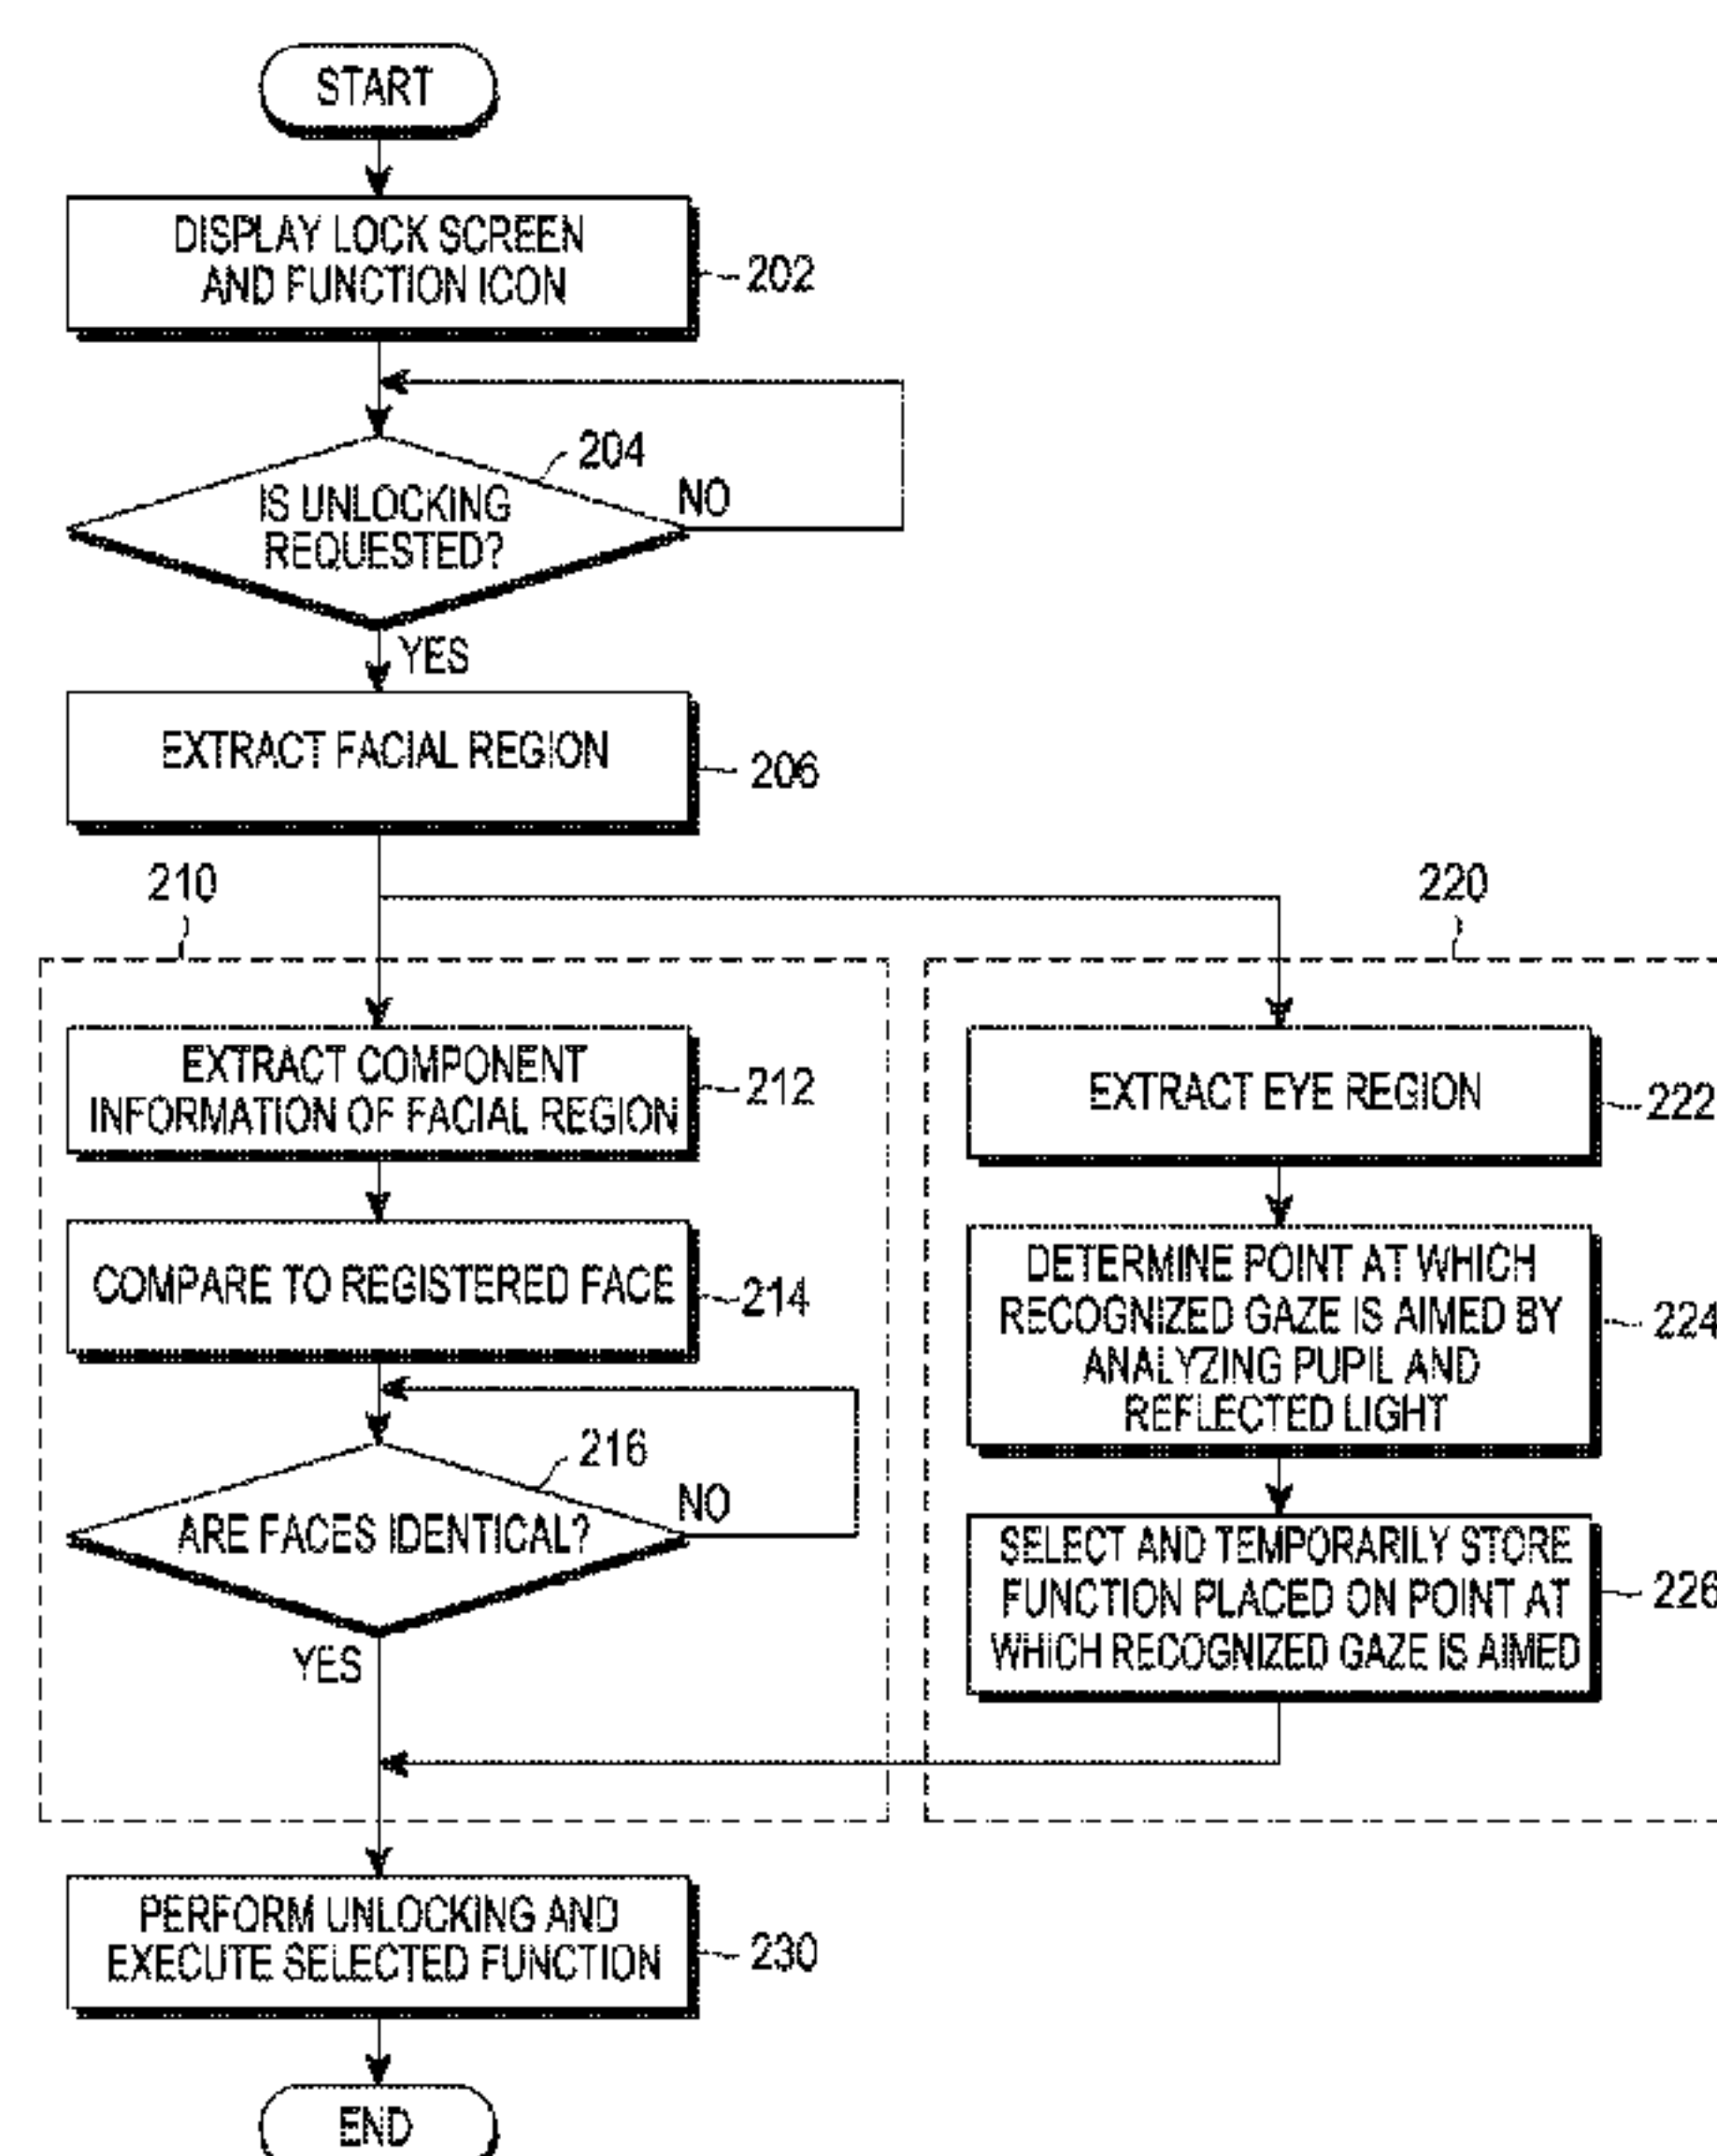 START
DISPLAY LOCK SCREEN
AND FUNCTION ICON
202
204
IS UNLOCKING
REQUESTED?
NO
YES
EXTRACT FACIAL REGION
206
210
220
EXTRACT COMPONENT
INFORMATION OF FACIAL REGION
212
COMPARE TO REGISTERED FACE
214
216
ARE FACES IDENTICAL?
NO
YES
EXTRACT EYE REGION
222
DETERMINE POINT AT WHICH
RECOGNIZED GAZE IS AIMED BY
ANALYZING PUPIL AND
REFLECTED LIGHT
224
SELECT AND TEMPORARILY STORE
FUNCTION PLACED ON POINT AT
WHICH RECOGNIZED GAZE IS AIMED
226
PERFORM UNLOCKING AND
EXECUTE SELECTED FUNCTION
230
END